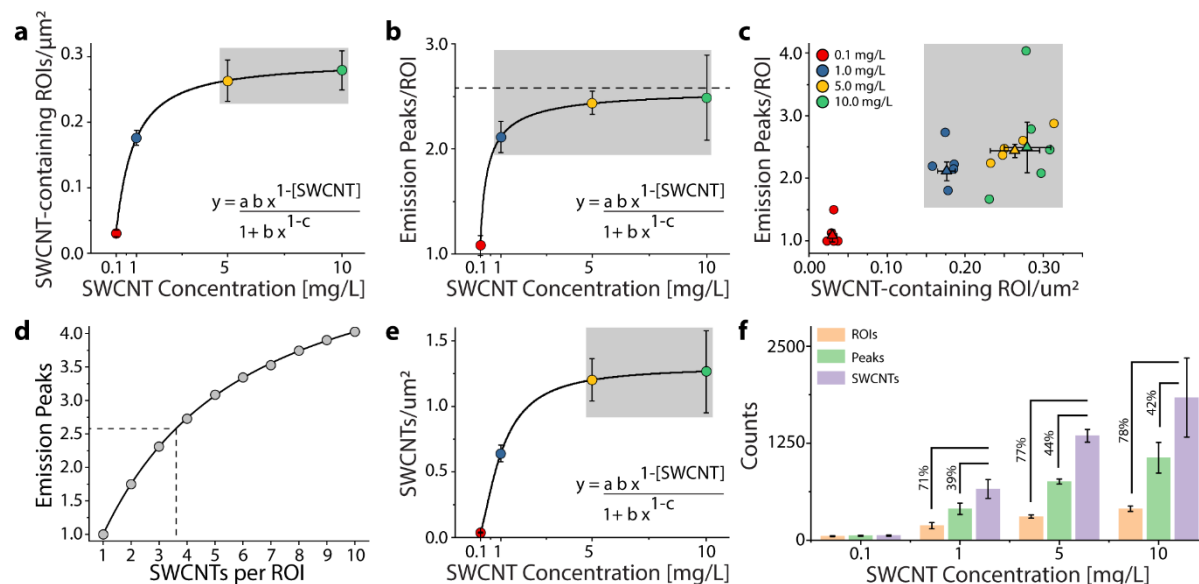 a
SWCNT-containing ROIs/µm²
0.3
0.2
0.1
0.0
0.1 1 5 10
SWCNT Concentration [mg/L]
y = a b x^1-[SWCNT]
1+ b x^1-c
b
Emission Peaks/ROI
3.0
2.0
1.0
0.1 1 5 10
SWCNT Concentration [mg/L]
y = a b x^1-[SWCNT]
1+ b x^1-c
c
Emission Peaks/ROI
4.0
3.0
2.0
1.0
0.1 mg/L
1.0 mg/L
5.0 mg/L
10.0 mg/L
0.00 0.10 0.20 0.30
SWCNT-containing ROI/um²
d
Emission Peaks
4.0
3.5
3.0
2.5
2.0
1.5
1.0
1 2 3 4 5 6 7 8 9 10
SWCNTs per ROI
e
SWCNTs/um²
1.5
1.0
0.5
0.0
0.1 1 5 10
SWCNT Concentration [mg/L]
y = a b x^1-[SWCNT]
1+ b x^1-c
f
Counts
2500
1250
0
ROIs
Peaks
SWCNTs
71%
39%
77%
44%
78%
42%
0.1 1 5 10
SWCNT Concentration [mg/L]